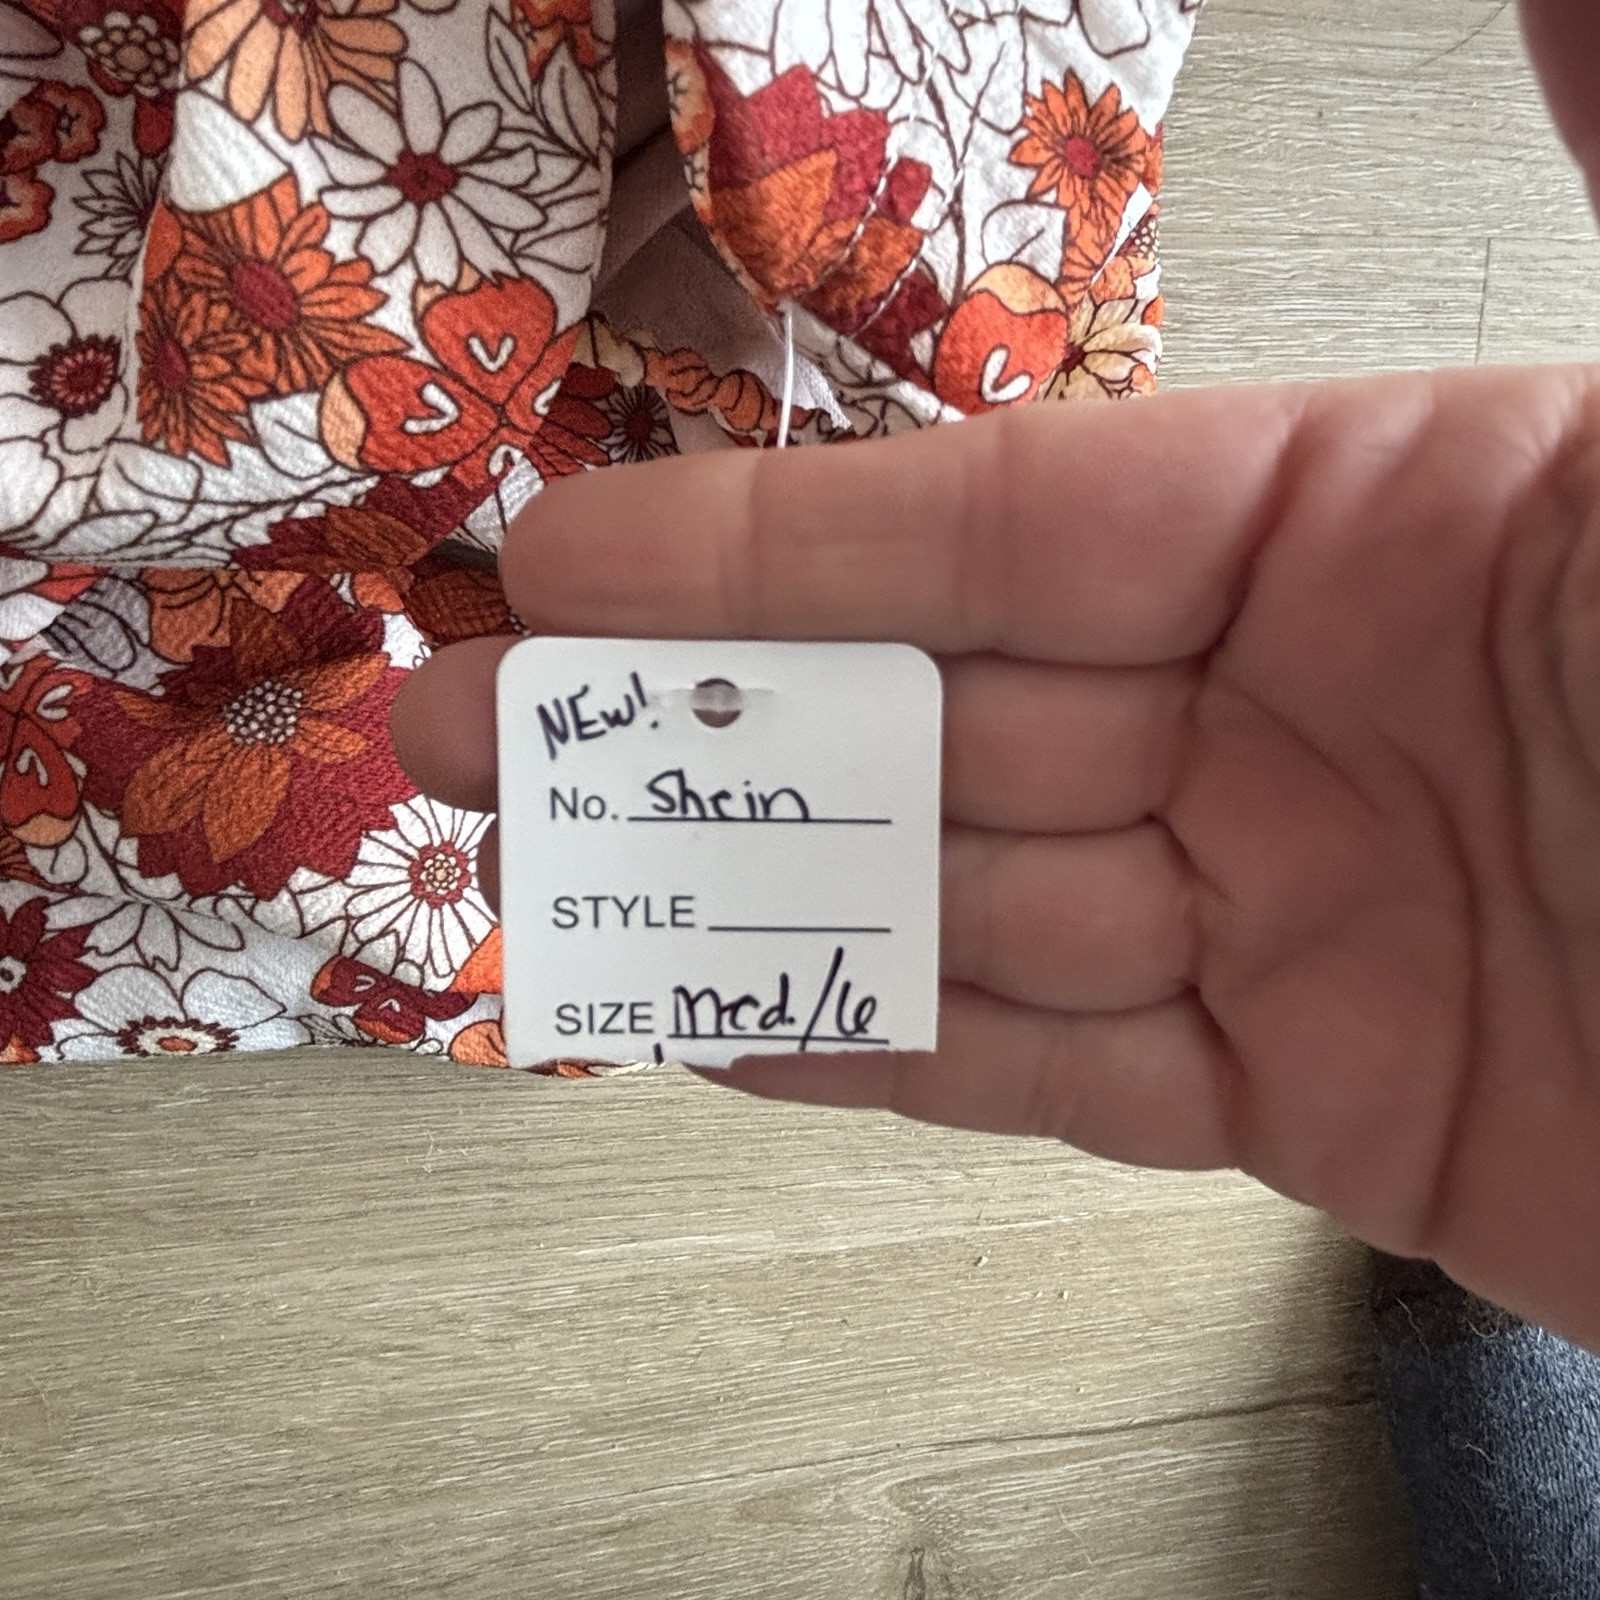 NEW!
No. Shein
STYLE
SIZE Med./6